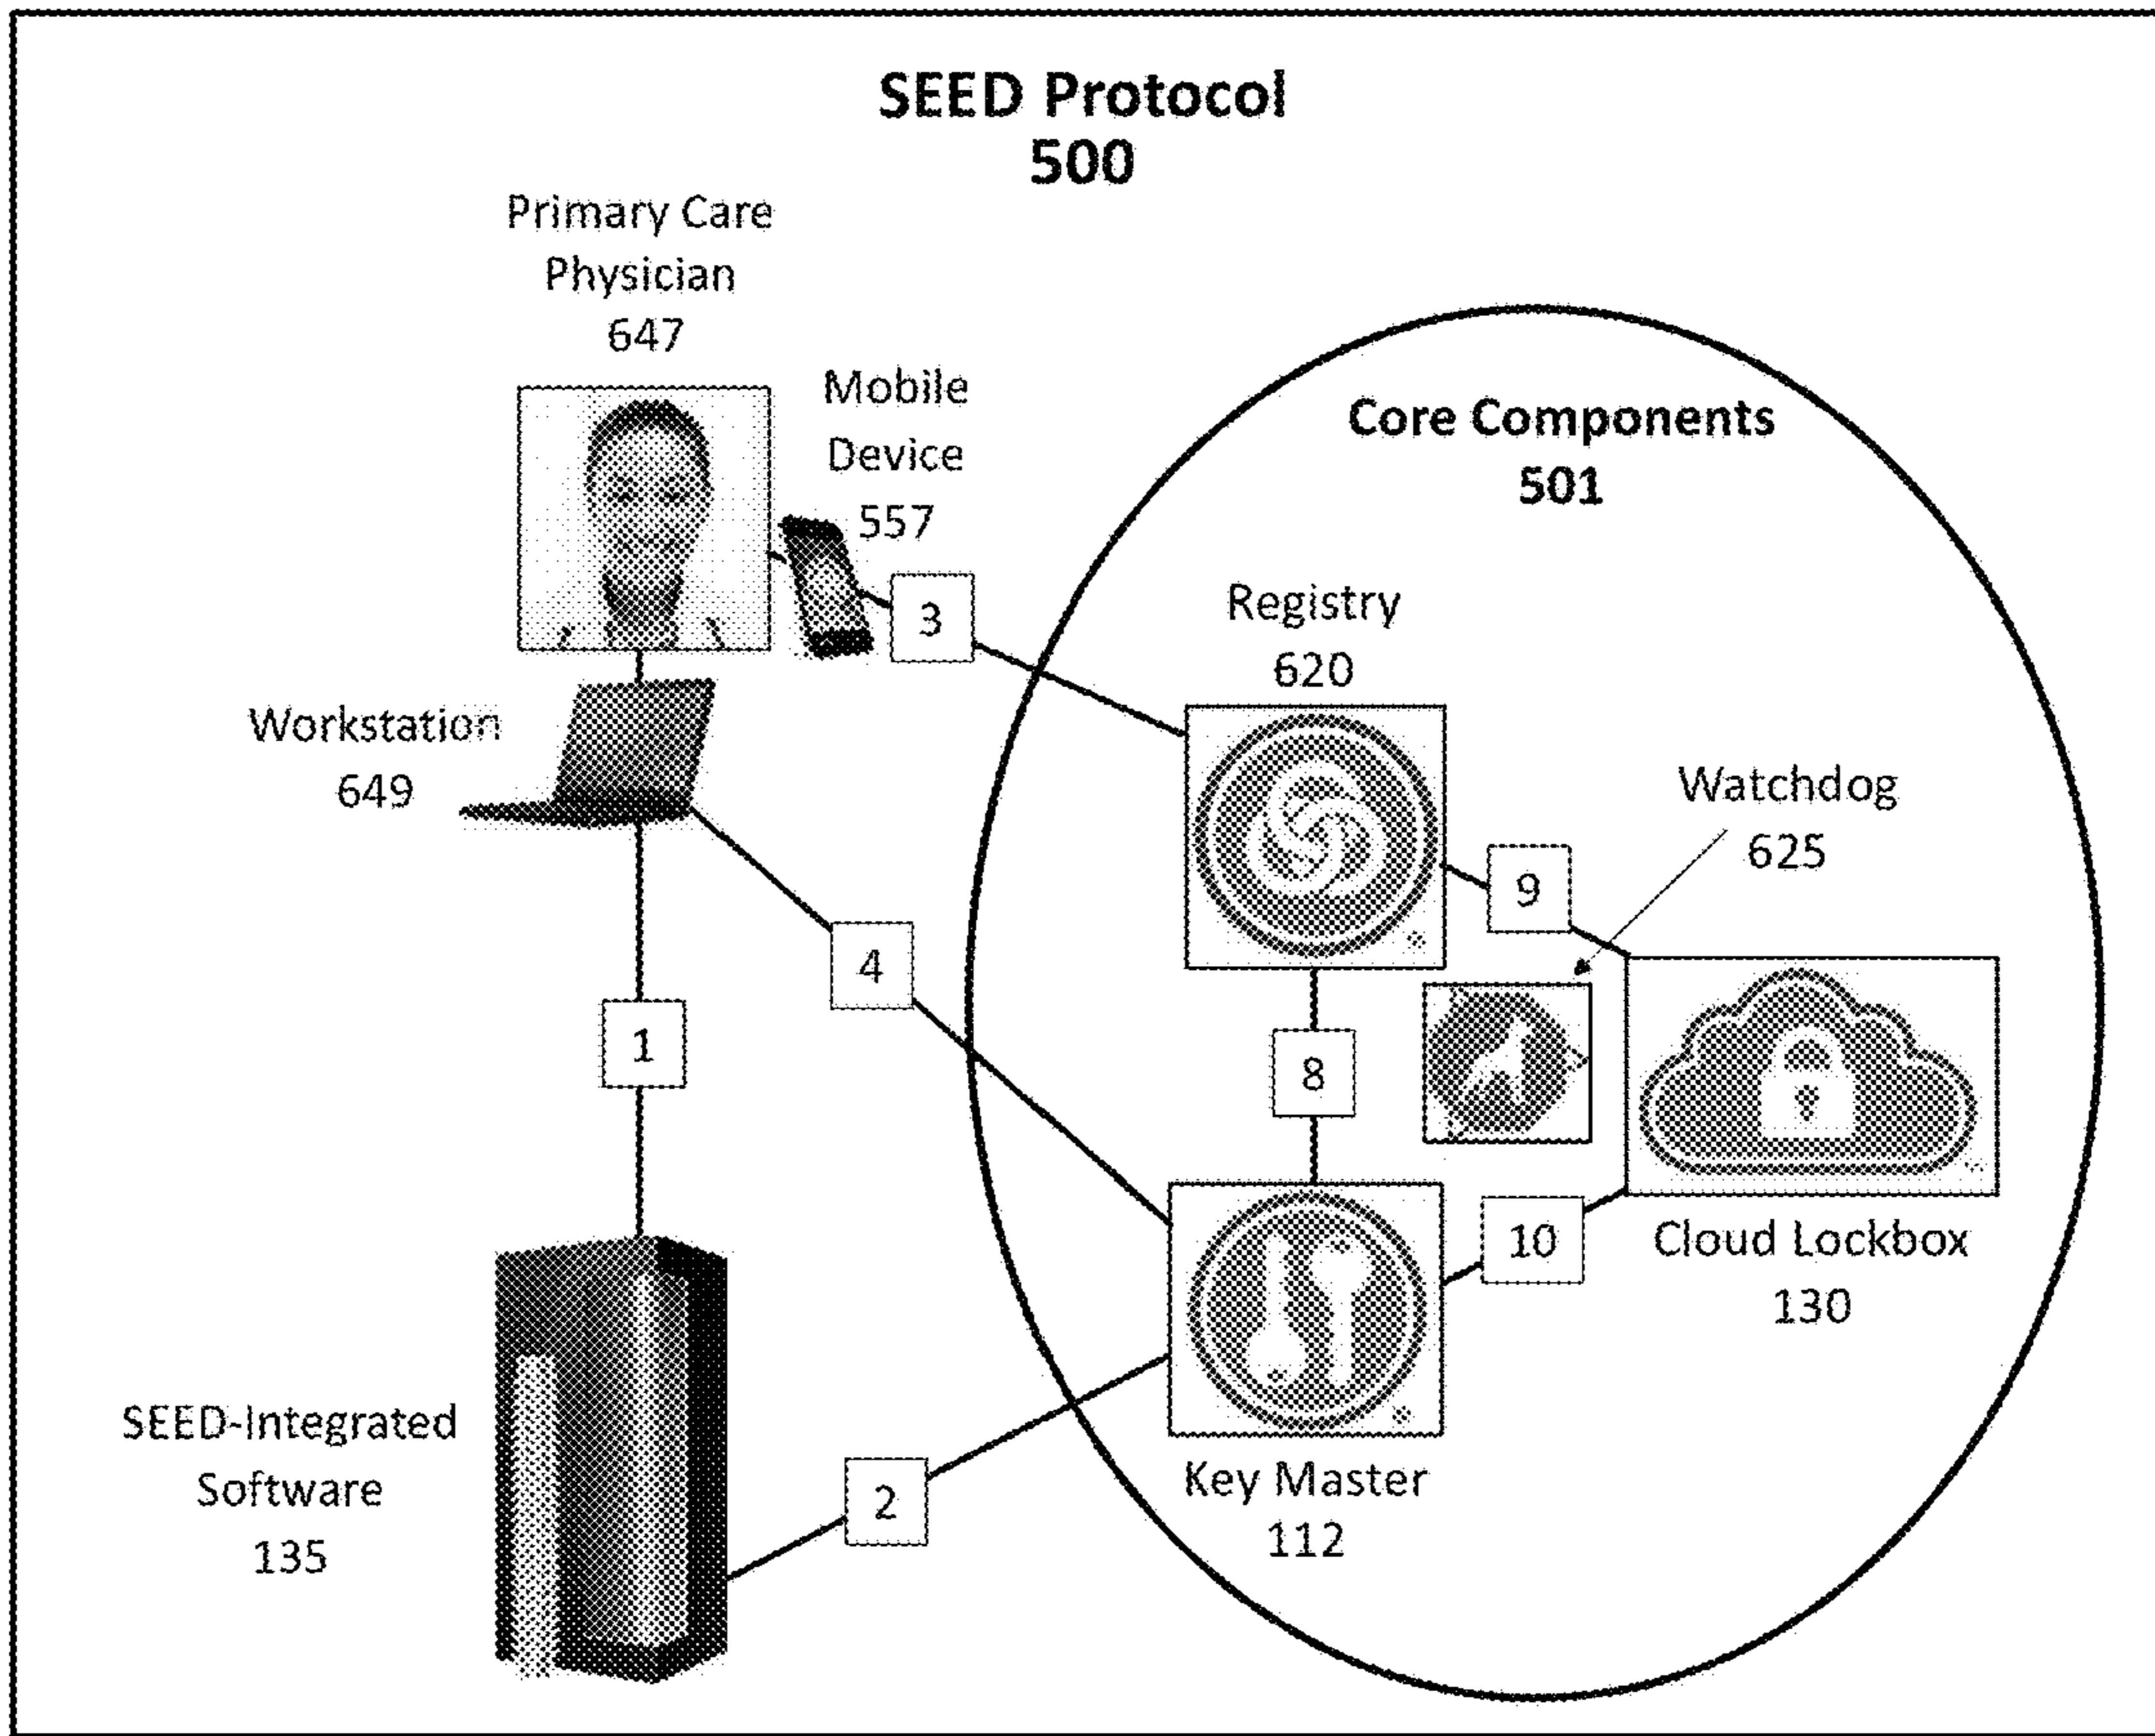 SEED Protocol
500
Primary Care
Physician
647
Mobile
Device
557
Core Components
501
3
Registry
620
Workstation
649
Watchdog
625
9
4
1
8
10
Cloud Lockbox
130
SEED-Integrated
Software
135
2
Key Master
112